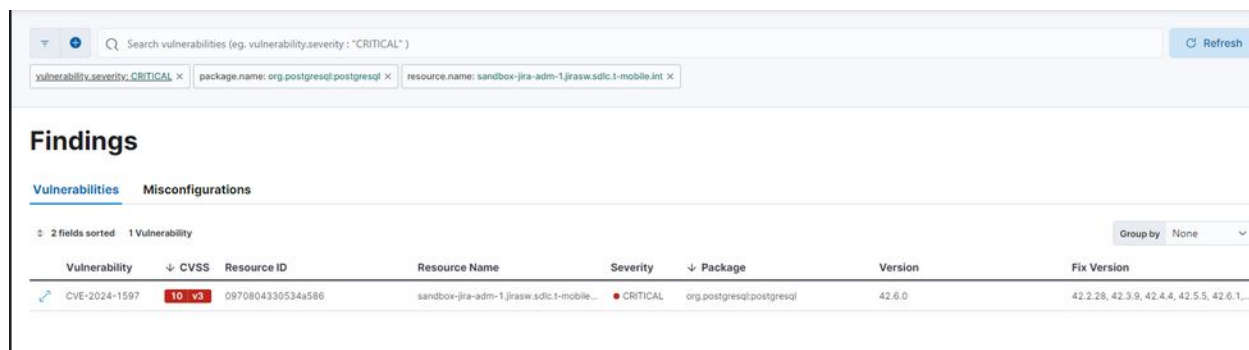 Search vulnerabilities (eg. vulnerability.severity : "CRITICAL" )
Refresh
vulnerability.severity: CRITICAL × package.name: org.postgresql:postgresql × resource.name: sandbox-jira-adm-1.jirasw.sdlc.t-mobile.int ×
Findings
Vulnerabilities Misconfigurations
2 fields sorted 1 Vulnerability
Group by None
Vulnerability ↓ CVSS Resource ID Resource Name Severity ↓ Package Version Fix Version
CVE-2024-1597 10 v3 0970804330534a586 sandbox-jira-adm-1.jirasw.sdlc.t-mobile... CRITICAL org.postgresql:postgresql 42.6.0 42.2.28, 42.3.9, 42.4.4, 42.5.5, 42.6.1,...